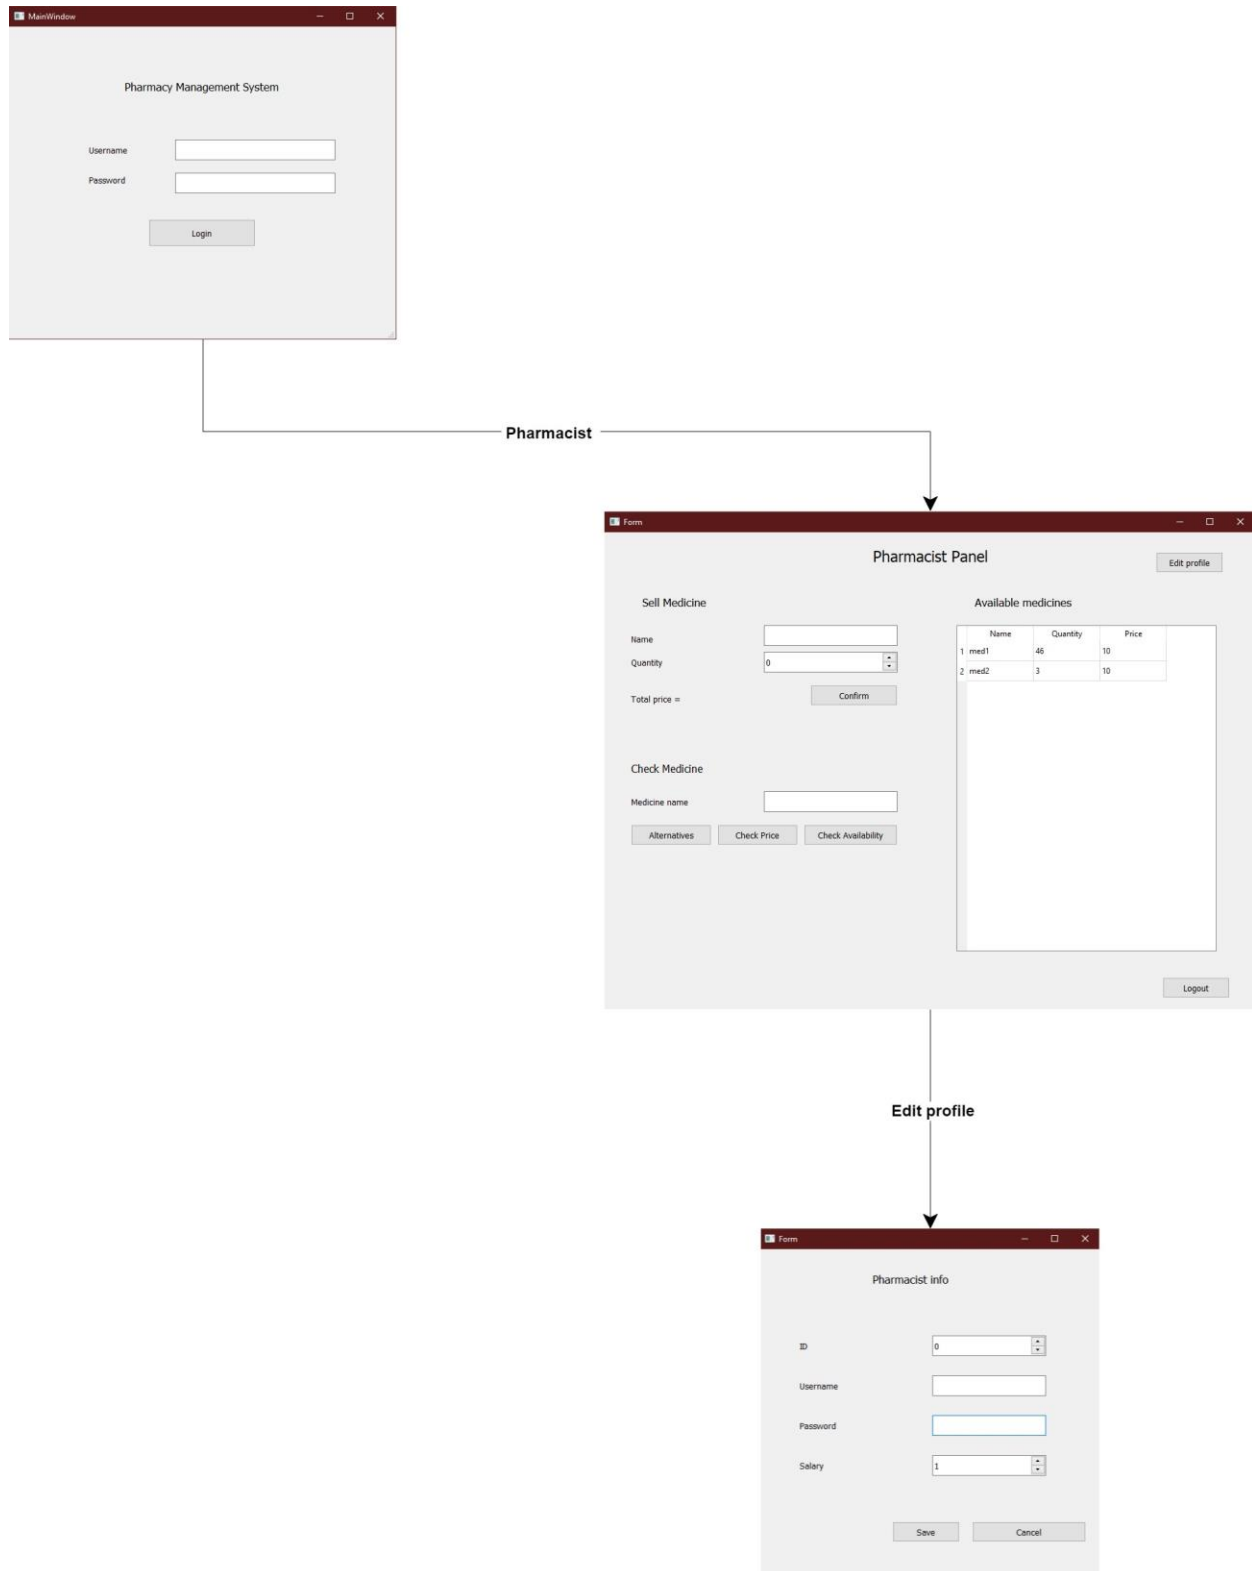 MainWindow
Pharmacy Management System
Username
Password
Login
Pharmacist
Form
Pharmacist Panel
Edit profile
Sell Medicine
Name
Quantity 0
Total price = Confirm
Check Medicine
Medicine name
Alternatives Check Price Check Availability
Available medicines
Name Quantity Price
1 med1 46 10
2 med2 3 10
Logout
Edit profile
Form
Pharmacist info
ID 0
Username
Password
Salary 1
Save Cancel